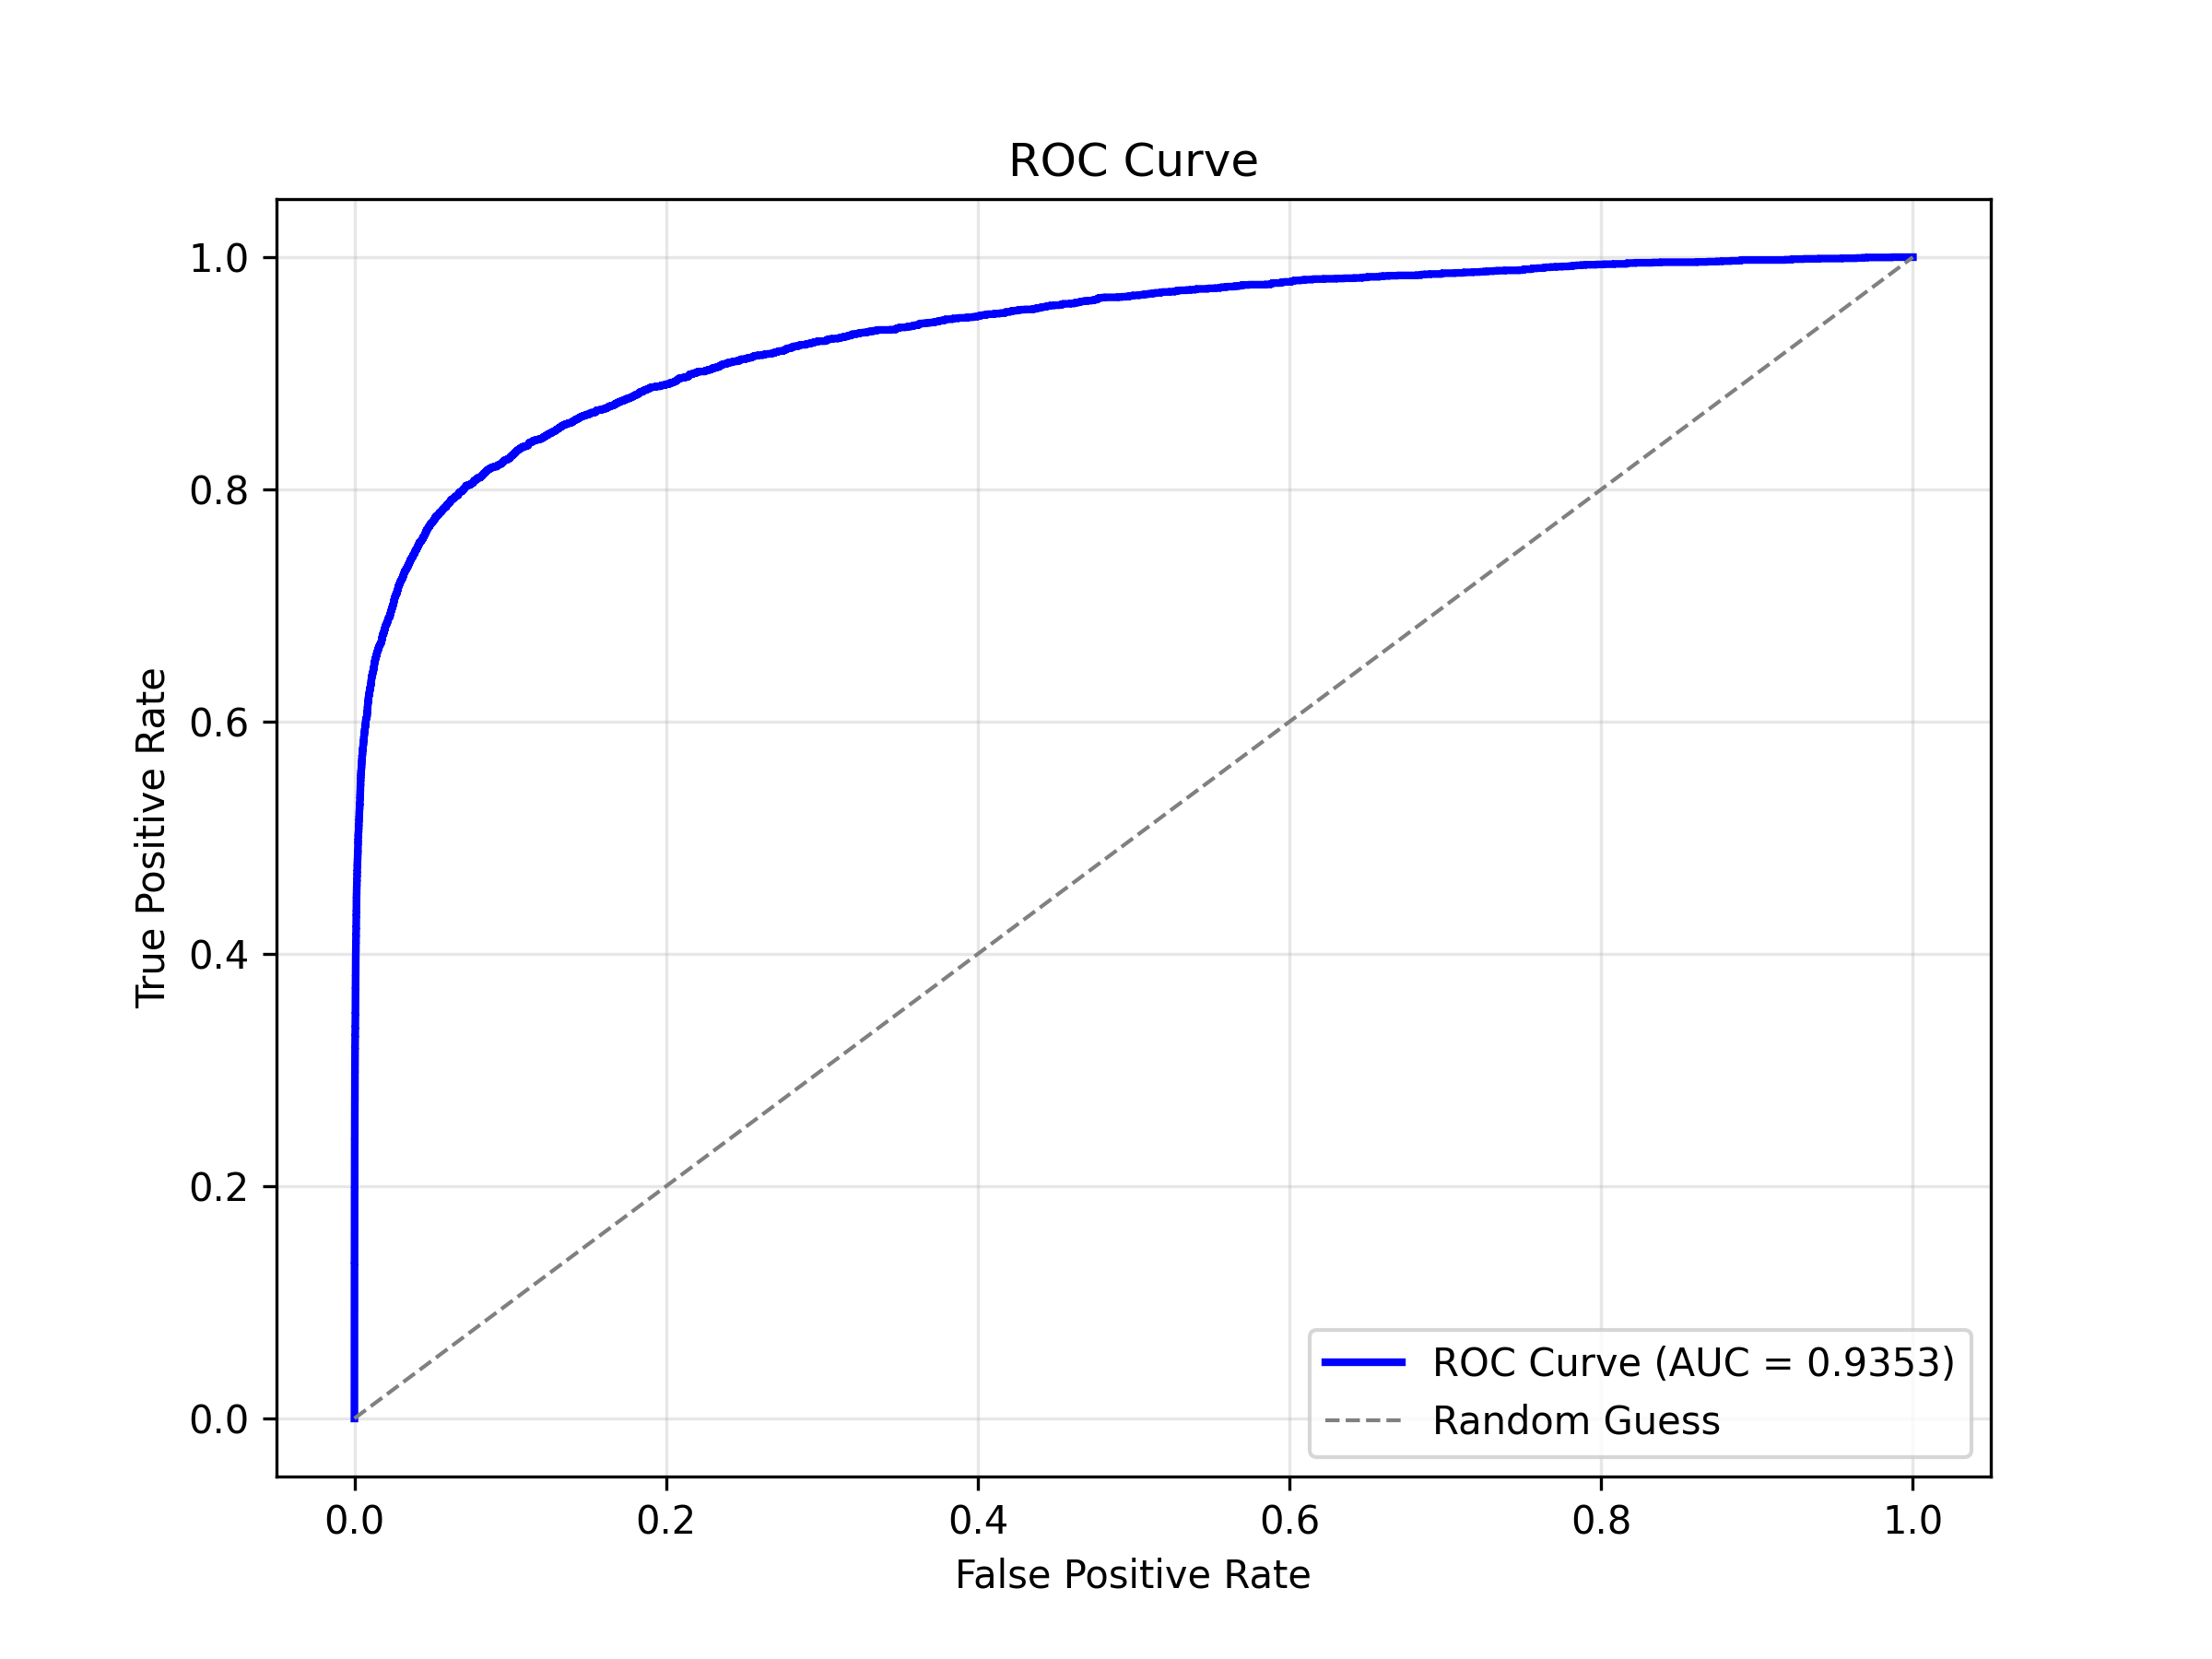 ROC Curve
1.0
0.8
0.6
0.4
0.2
0.0
True Positive Rate
0.0 0.2 0.4 0.6 0.8 1.0
False Positive Rate
ROC Curve (AUC = 0.9353)
Random Guess